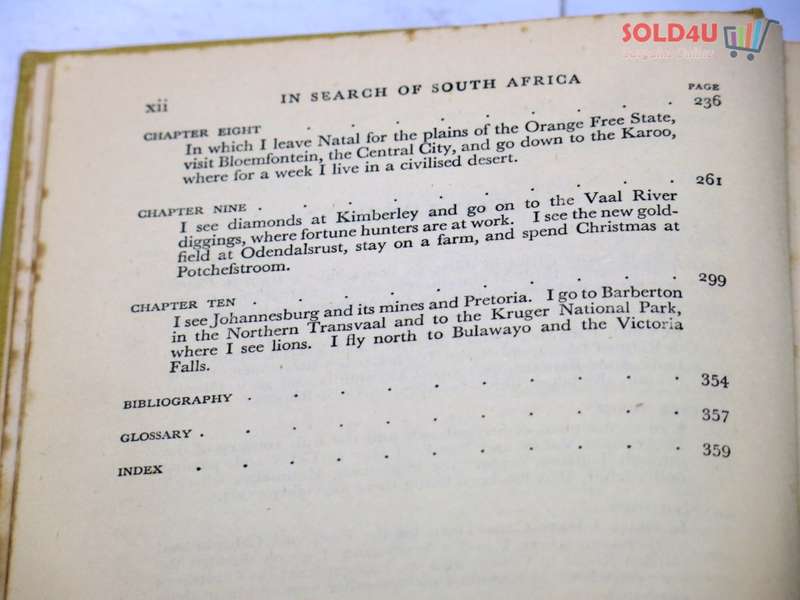 SOLD4U
Bargains Online
xii
IN SEARCH OF SOUTH AFRICA
PAGE
CHAPTER EIGHT . . . . . . . . . 236
In which I leave Natal for the plains of the Orange Free State,
visit Bloemfontein, the Central City, and go down to the Karoo,
where for a week I live in a civilised desert.
CHAPTER NINE . . . . . . . . . . 261
I see diamonds at Kimberley and go on to the Vaal River
diggings, where fortune hunters are at work. I see the new gold-
field at Odendalsrust, stay on a farm, and spend Christmas at
Potchefstroom.
CHAPTER TEN . . . . . . . . . . 299
I see Johannesburg and its mines and Pretoria. I go to Barberton
in the Northern Transvaal and to the Kruger National Park,
where I see lions. I fly north to Bulawayo and the Victoria
Falls.
BIBLIOGRAPHY . . . . . . . . . . 354
GLOSSARY . . . . . . . . . . . 357
INDEX . . . . . . . . . . . 359